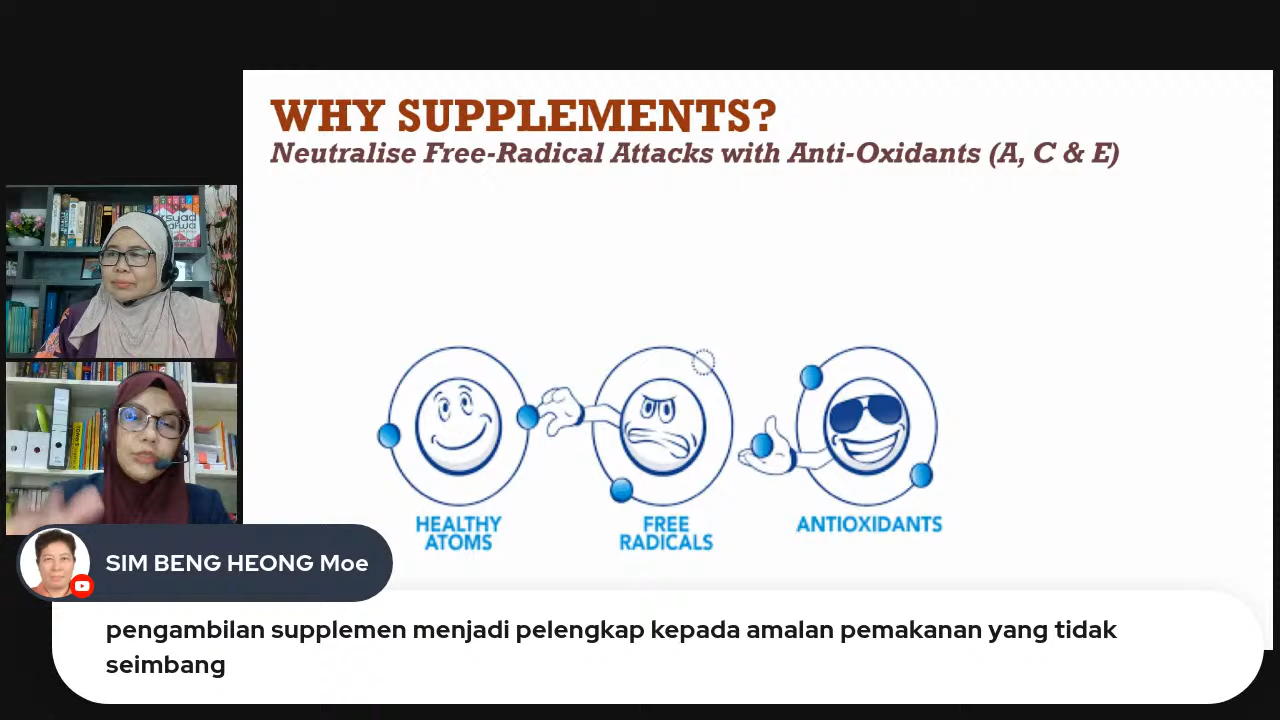 WHY SUPPLEMENTS?
Neutralise Free-Radical Attacks with Anti-Oxidants (A, C & E)
HEALTHY
ATOMS
FREE
RADICALS
ANTIOXIDANTS
SIM BENG HEONG Moe
pengambilan supplemen menjadi pelengkap kepada amalan pemakanan yang tidak
seimbang